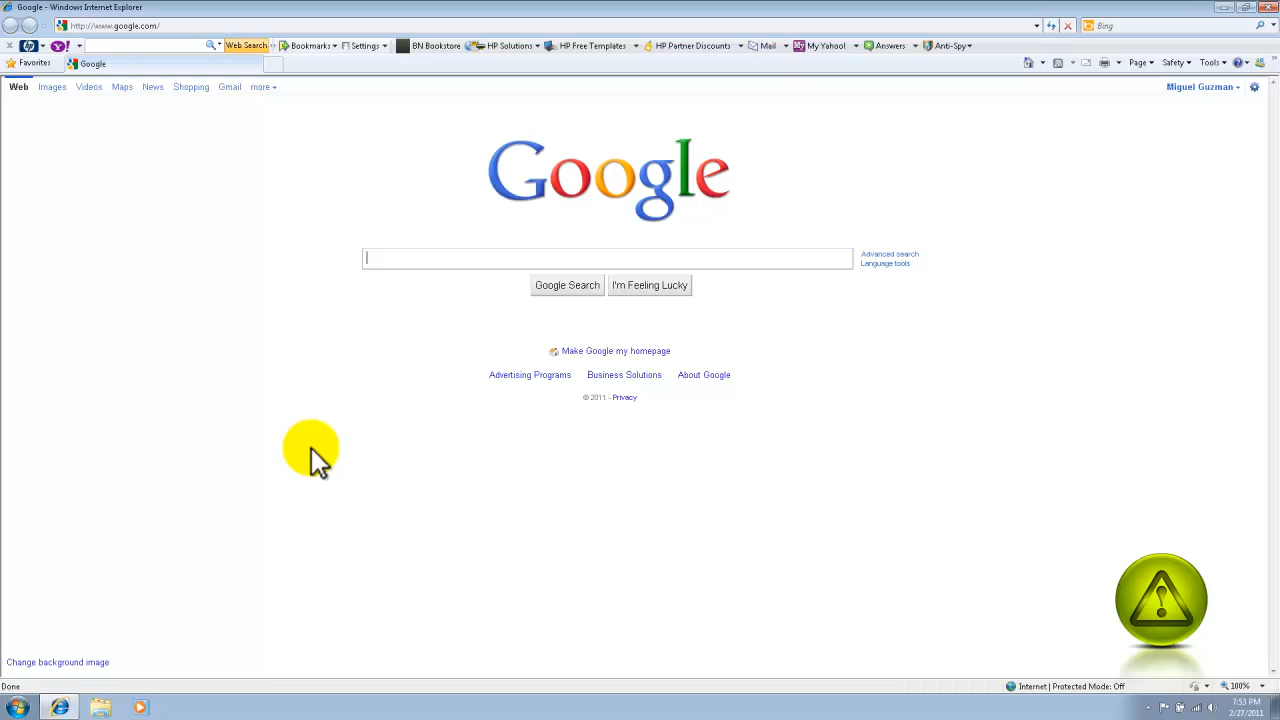 Google - Windows Internet Explorer
http://www.google.com/
Bing
hp Y! Web Search Bookmarks Settings BN Bookstore HP Solutions HP Free Templates HP Partner Discounts Mail My Yahoo! Answers Anti-Spy
Favorites Google Page Safety Tools
Web Images Videos Maps News Shopping Gmail more Miguel Guzman
Google
Advanced search
Language tools
Google Search I'm Feeling Lucky
Make Google my homepage
Advertising Programs Business Solutions About Google
© 2011 - Privacy
Change background image
Done Internet | Protected Mode: Off 100%
7:53 PM
2/27/2011